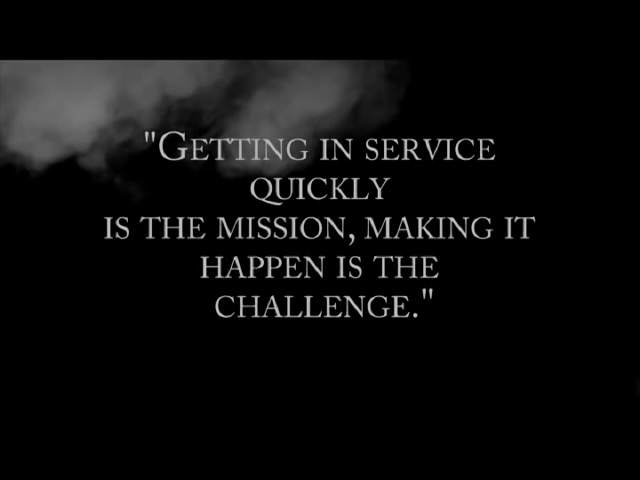 "Getting in service
quickly
is the mission, making it
happen is the
challenge."